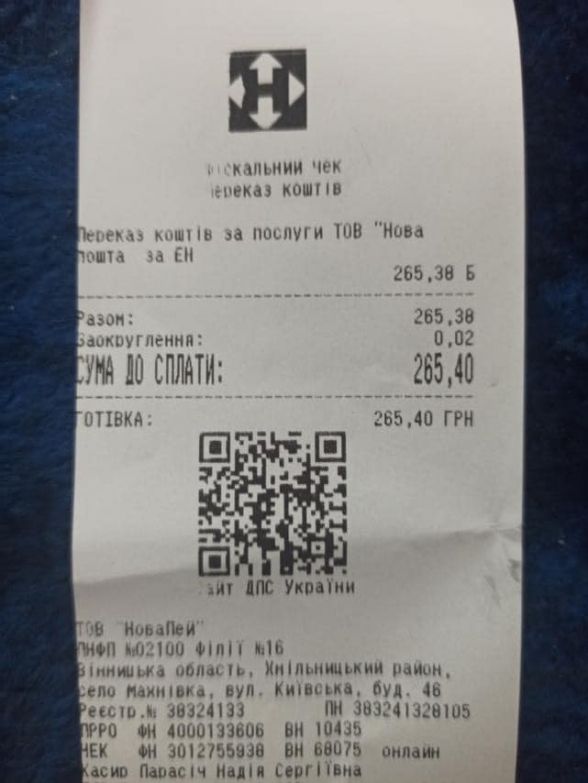 Фіскальний чек
Переказ коштів
Переказ коштів за послуги ТОВ "Нова
пошта за ЕН
265,38 Б
Разом: 265,38
Заокруглення: 0,02
СУМА ДО СПЛАТИ: 265,40
ГОТІВКА: 265,40 ГРН
Сайт ДПС України
ТОВ "НоваПей"
ПНФП №02100 Філії №16
Вінницька область, Хмільницький район,
село Махнівка, вул. Київська, буд. 46
Реєстр.№ 38324133 ПН 383241328105
ПРРО ФН 4000133606 ВН 10435
ЧЕК ФН 3012755938 ВН 68075 онлайн
Касир Парасіч Надія Сергіївна